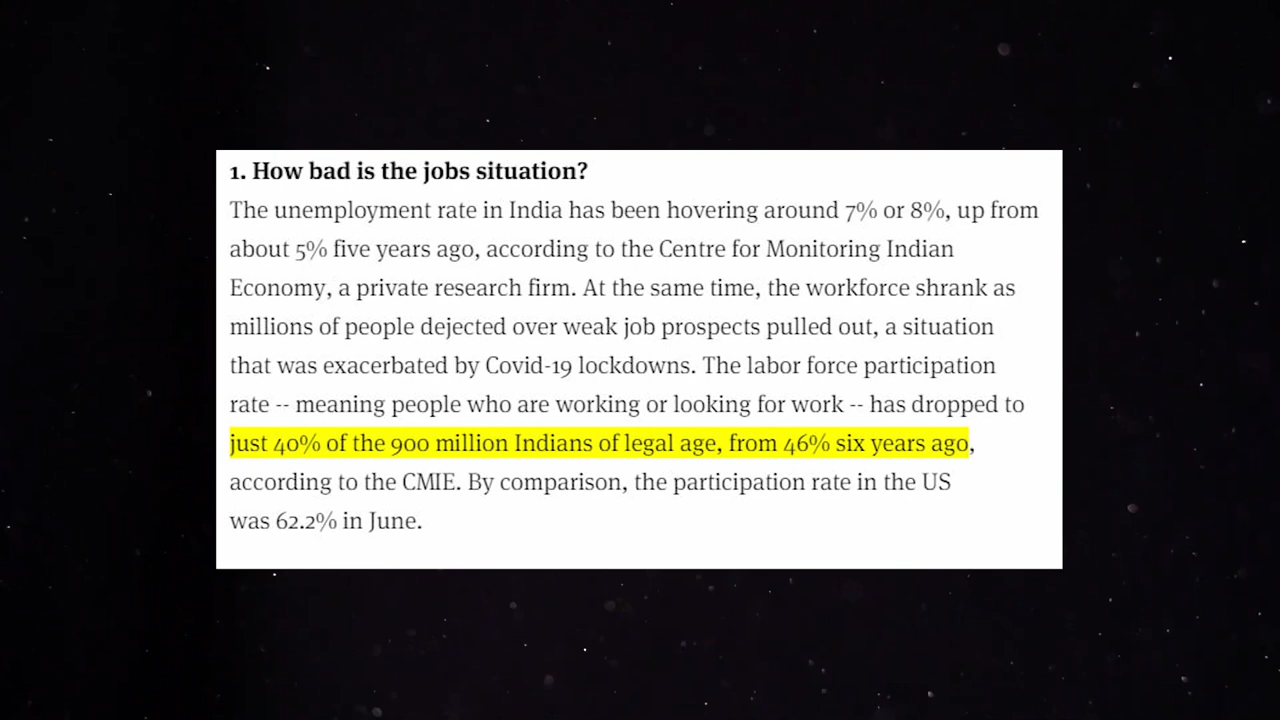 1. How bad is the jobs situation?
The unemployment rate in India has been hovering around 7% or 8%, up from
about 5% five years ago, according to the Centre for Monitoring Indian
Economy, a private research firm. At the same time, the workforce shrank as
millions of people dejected over weak job prospects pulled out, a situation
that was exacerbated by Covid-19 lockdowns. The labor force participation
rate -- meaning people who are working or looking for work -- has dropped to
just 40% of the 900 million Indians of legal age, from 46% six years ago,
according to the CMIE. By comparison, the participation rate in the US
was 62.2% in June.